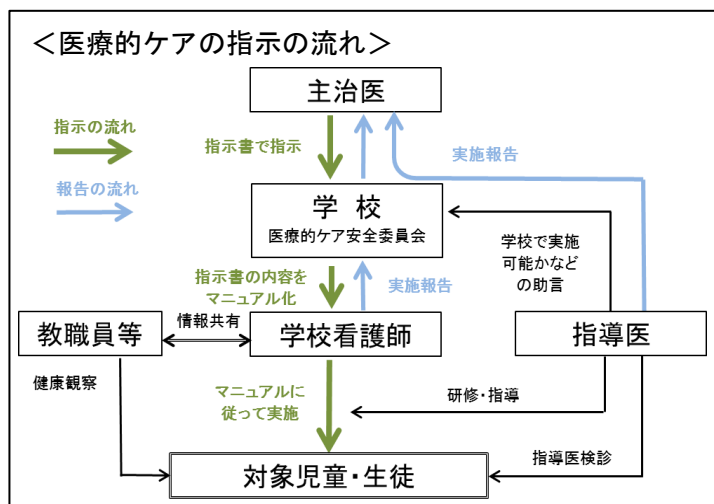 ＜医療的ケアの指示の流れ＞
主治医
指示の流れ
指示書で指示
実施報告
報告の流れ
学　校
医療的ケア安全委員会
学校で実施
可能かなど
の助言
指示書の内容を
マニュアル化
実施報告
教職員等
情報共有
学校看護師
指導医
健康観察
マニュアルに
従って実施
研修・指導
対象児童・生徒
指導医検診